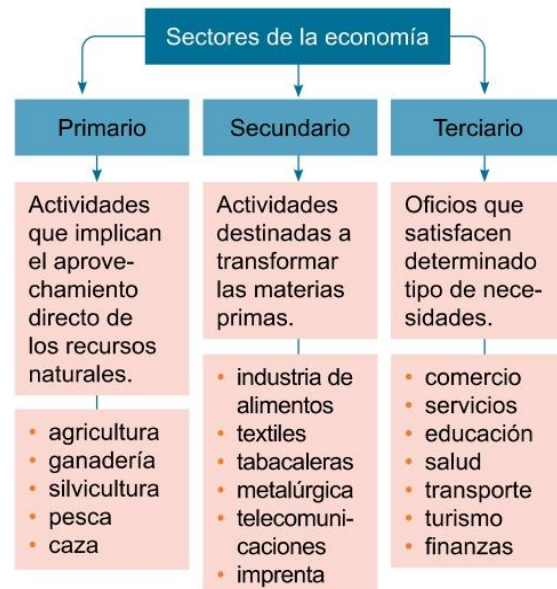 Sectores de la economía
Primario
Secundario
Terciario
Actividades
que implican
el aprove-
chamiento
directo de
los recursos
naturales.
Actividades
destinadas a
transformar
las materias
primas.
Oficios que
satisfacen
determinado
tipo de nece-
sidades.
• agricultura
• ganadería
• silvicultura
• pesca
• caza
• industria de
alimentos
• textiles
• tabacaleras
• metalúrgica
• telecomuni-
caciones
• imprenta
• comercio
• servicios
• educación
• salud
• transporte
• turismo
• finanzas